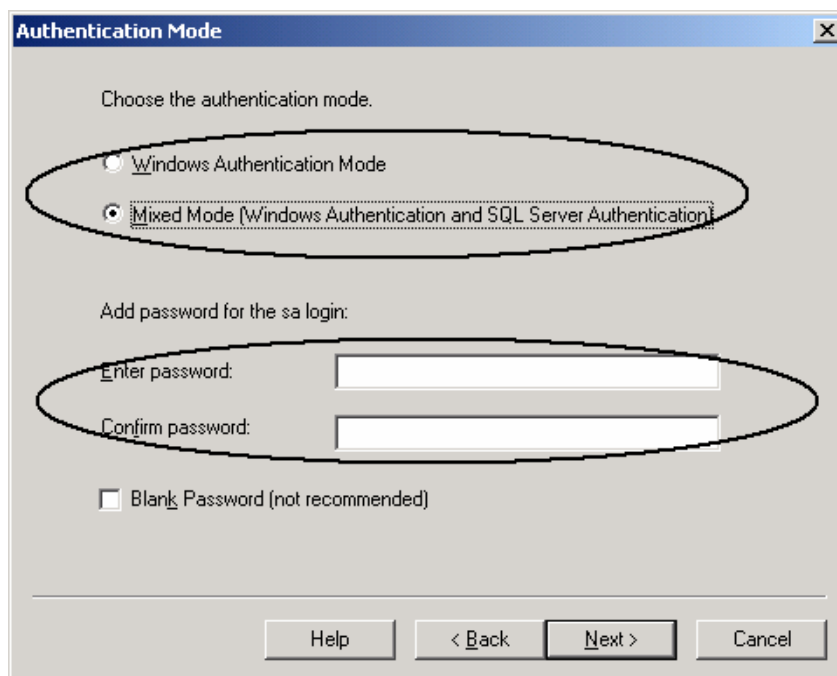 Authentication Mode
Choose the authentication mode.
Windows Authentication Mode
Mixed Mode (Windows Authentication and SQL Server Authentication)
Add password for the sa login:
Enter password:
Confirm password:
Blank Password (not recommended)
Help
< Back
Next >
Cancel